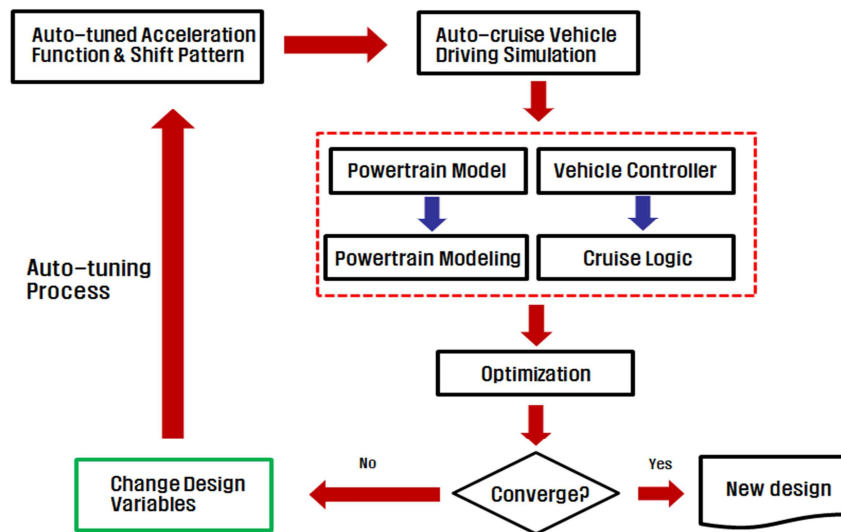 Auto-tuned Acceleration
Function & Shift Pattern
Auto-cruise Vehicle
Driving Simulation
Powertrain Model
Vehicle Controller
Powertrain Modeling
Cruise Logic
Auto-tuning
Process
Optimization
No
Yes
Change Design
Variables
Converge?
New design